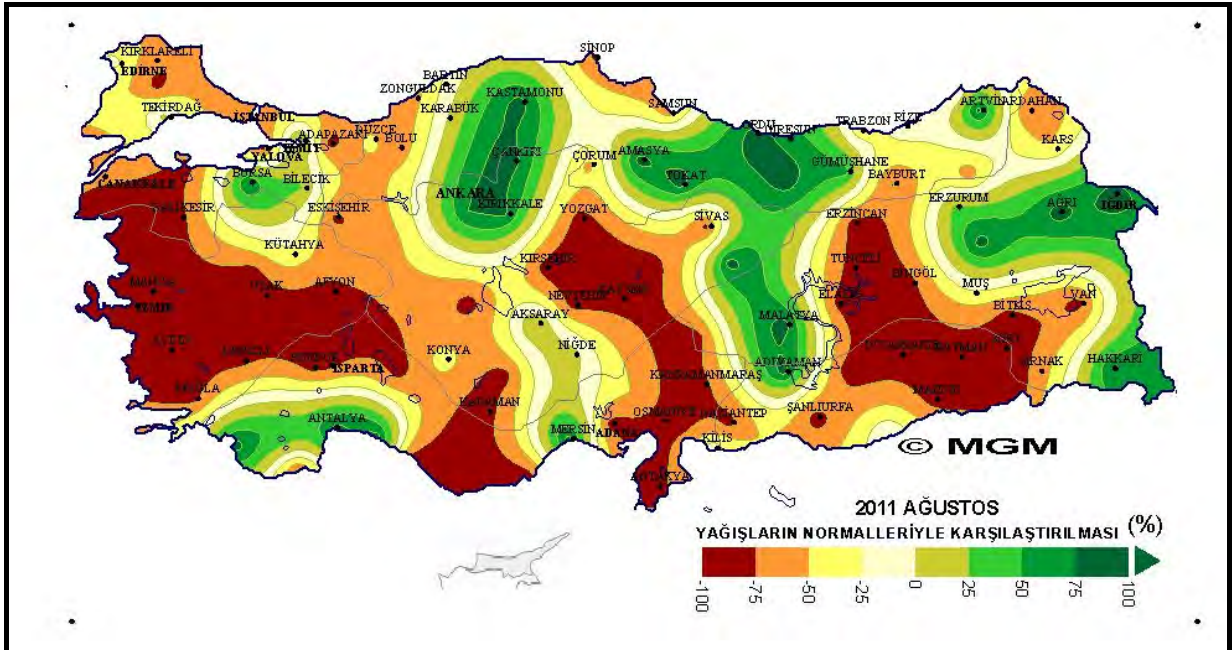 SİNOP
KIRKLARELİ
EDİRNE
BARTIN
ZONGULDAK
KASTAMONU
KARABÜK
SAMSUN
TEKİRDAĞ
İSTANBUL
ADAPAZARI
DÜZCE
BOLU
ORDU
GİRESUN
TRABZON
RİZE
ARTVİN
ARDAHAN
KARS
YALOVA
İZMİT
ÇANKIRI
ÇORUM
AMASYA
GÜMÜŞHANE
BAYBURT
ÇANAKKALE
BURSA
BİLECİK
ANKARA
TOKAT
ERZURUM
AĞRI
IĞDIR
BALIKESİR
ESKİŞEHİR
KIRIKKALE
YOZGAT
SİVAS
ERZİNCAN
KÜTAHYA
KIRŞEHİR
TUNCELİ
BİNGÖL
MUŞ
MANİSA
UŞAK
AFYON
NEVŞEHİR
KAYSERİ
ELAZIĞ
BİTLİS
VAN
İZMİR
AKSARAY
MALATYA
AYDIN
DENİZLİ
BURDUR
ISPARTA
KONYA
NİĞDE
ADIYAMAN
DİYARBAKIR
BATMAN
SİİRT
ŞIRNAK
HAKKARİ
MUĞLA
KAHRAMANMARAŞ
ANTALYA
KARAMAN
MERSİN
ADANA
OSMANİYE
GAZİANTEP
ŞANLIURFA
MARDİN
KİLİS
ANTAKYA
© MGM
2011 AĞUSTOS
YAĞIŞLARIN NORMALLERİYLE KARŞILAŞTIRILMASI (%)
-100 -75 -50 -25 0 25 50 75 100